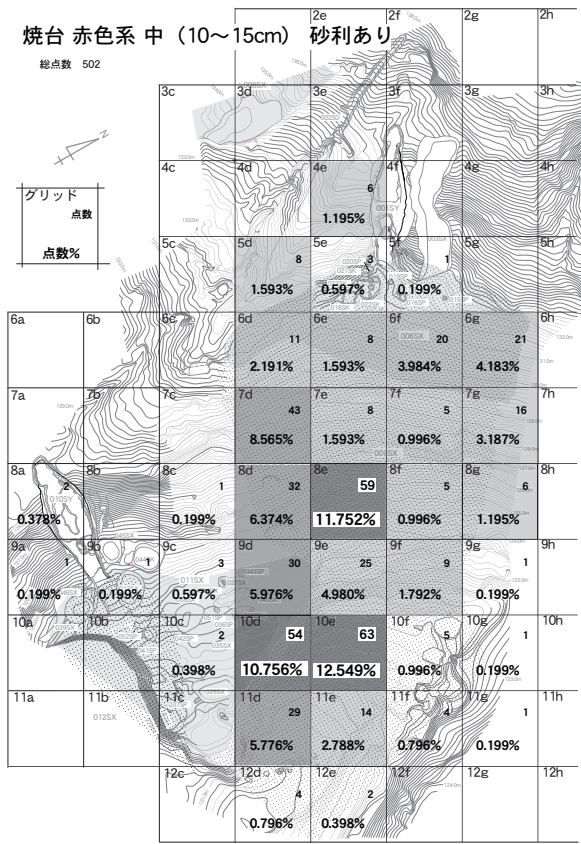 焼台 赤色系 中（10～15cm） 砂利あり
総点数 502
グリッド
点数
点数%
2e 2f 2g 2h
3c 3d 3e 3f 3g 3h
4c 4d 4e 4f 4g 4h
6
1.195%
5c 5d 5e 5f 5g 5h
8 3 1
1.593% 0.597% 0.199%
6a 6b 6c 6d 6e 6f 6g 6h
11 8 20 21
2.191% 1.593% 3.984% 4.183%
7a 7b 7c 7d 7e 7f 7g 7h
43 8 5 16
8.565% 1.593% 0.996% 3.187%
8a 8b 8c 8d 8e 8f 8g 8h
2 1 32 59 5 6
0.378% 0.199% 6.374% 11.752% 0.996% 1.195%
9a 9b 9c 9d 9e 9f 9g 9h
1 1 3 30 25 9 1
0.199% 0.199% 0.597% 5.976% 4.980% 1.792% 0.199%
10a 10b 10c 10d 10e 10f 10g 10h
2 54 63 5 1
0.398% 10.756% 12.549% 0.996% 0.199%
11a 11b 11c 11d 11e 11f 11g 11h
29 14 4 1
5.776% 2.788% 0.796% 0.199%
012SX
12c 12d 12e 12f 12g 12h
4 2
0.796% 0.398%